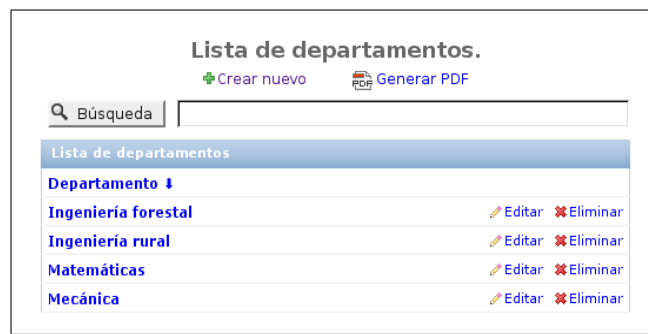 Lista de departamentos.
Crear nuevo PDF Generar PDF
Búsqueda
Lista de departamentos
Departamento ⬇
Ingeniería forestal Editar Eliminar
Ingeniería rural Editar Eliminar
Matemáticas Editar Eliminar
Mecánica Editar Eliminar